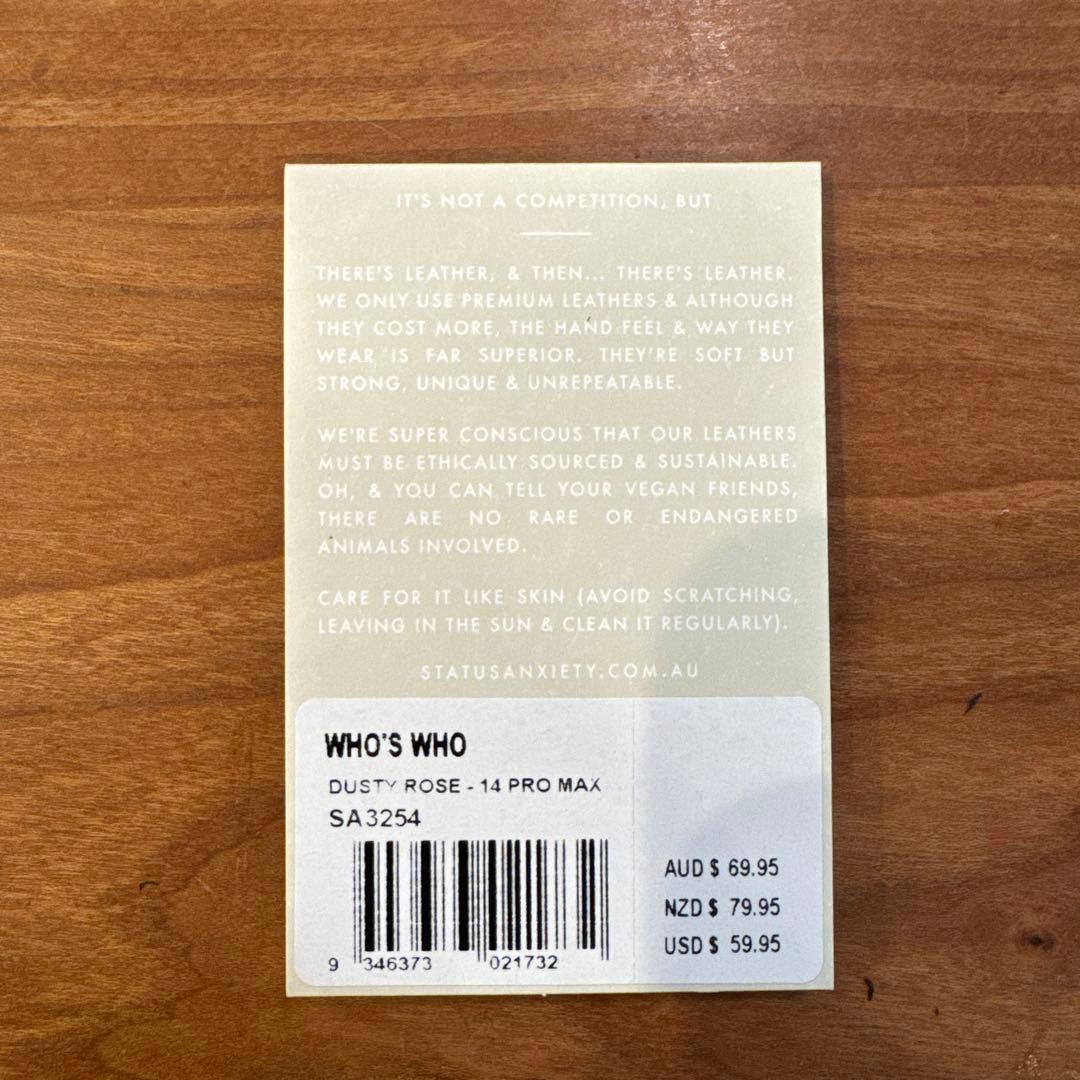 IT'S NOT A COMPETITION, BUT
THERE'S LEATHER, & THEN... THERE'S LEATHER.
WE ONLY USE PREMIUM LEATHERS & ALTHOUGH
THEY COST MORE, THE HAND FEEL & WAY THEY
WEAR IS FAR SUPERIOR. THEY'RE SOFT BUT
STRONG, UNIQUE & UNREPEATABLE.
WE'RE SUPER CONSCIOUS THAT OUR LEATHERS
MUST BE ETHICALLY SOURCED & SUSTAINABLE.
OH, & YOU CAN TELL YOUR VEGAN FRIENDS,
THERE ARE NO RARE OR ENDANGERED
ANIMALS INVOLVED.
CARE FOR IT LIKE SKIN (AVOID SCRATCHING,
LEAVING IN THE SUN & CLEAN IT REGULARLY).
STATUSANXIETY.COM.AU
WHO'S WHO
DUSTY ROSE - 14 PRO MAX
SA3254
9 346373 021732
AUD $ 69.95
NZD $ 79.95
USD $ 59.95